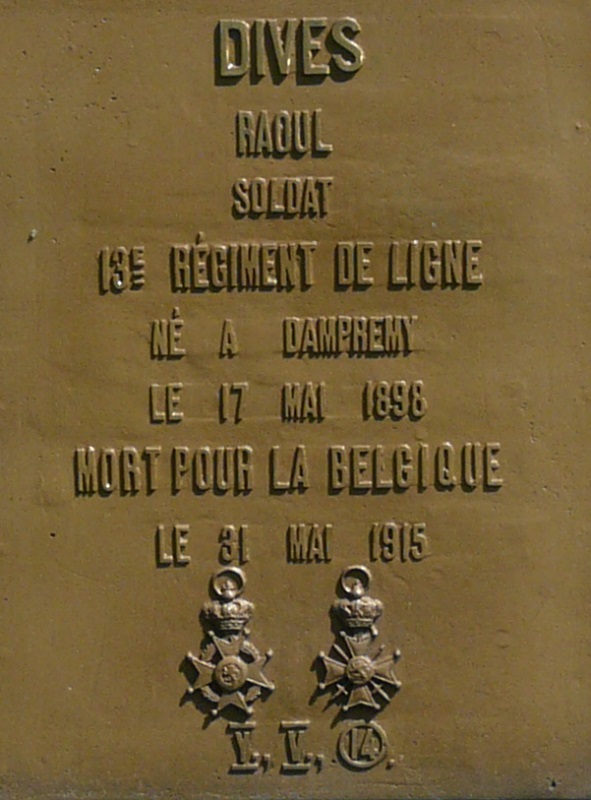 DIVES
RAOUL
SOLDAT
13E RÉGIMENT DE LIGNE
NÉ A DAMPREMY
LE 17 MAI 1898
MORT POUR LA BELGIQUE
LE 31 MAI 1915
Y., V., 14.